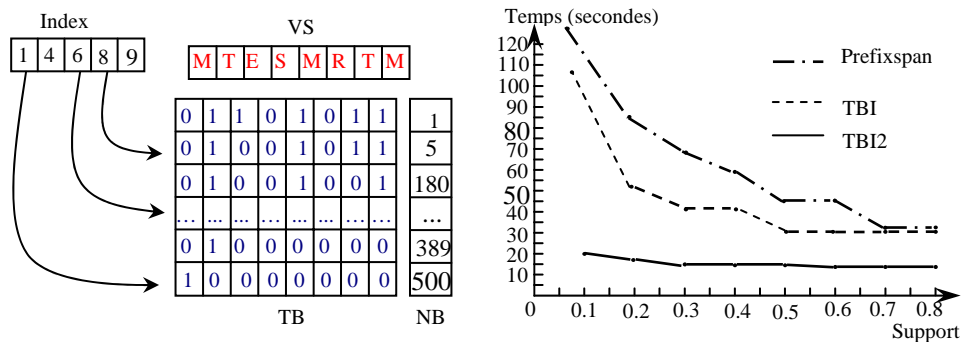 Index
1 4 6 8 9
VS
M T E S M R T M
0 1 1 0 1 0 1 1 1
0 1 0 0 1 0 1 1 5
0 1 0 0 1 0 0 1 180
... ... ... ... ... ... ... ... ...
0 1 0 0 0 0 0 0 389
1 0 0 0 0 0 0 0 500
TB NB
Temps (secondes)
120
110
100
90
80
70
60
50
40
30
20
10
0 0.1 0.2 0.3 0.4 0.5 0.6 0.7 0.8
Support
Prefixspan
TBI
TBI2